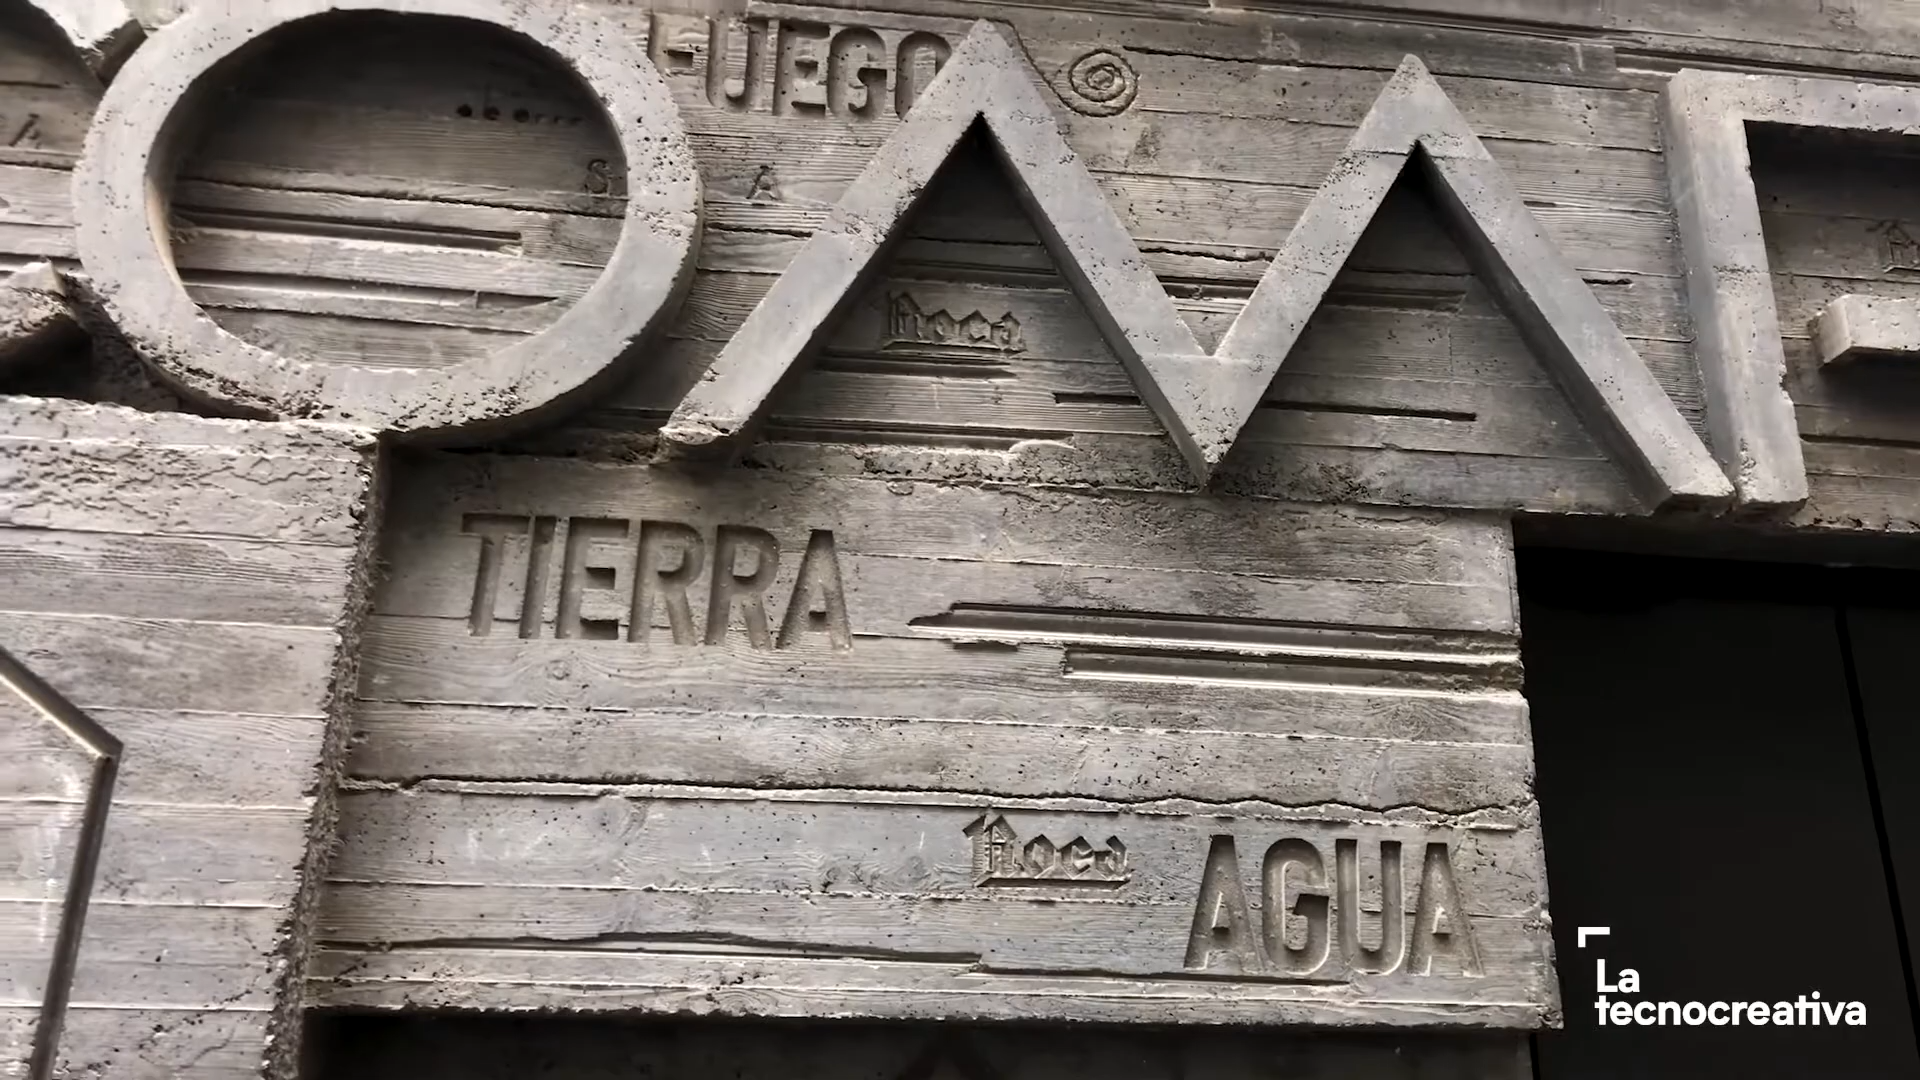 FUEGO
S A
Roca
TIERRA
Roca
AGUA
La
tecnocreativa